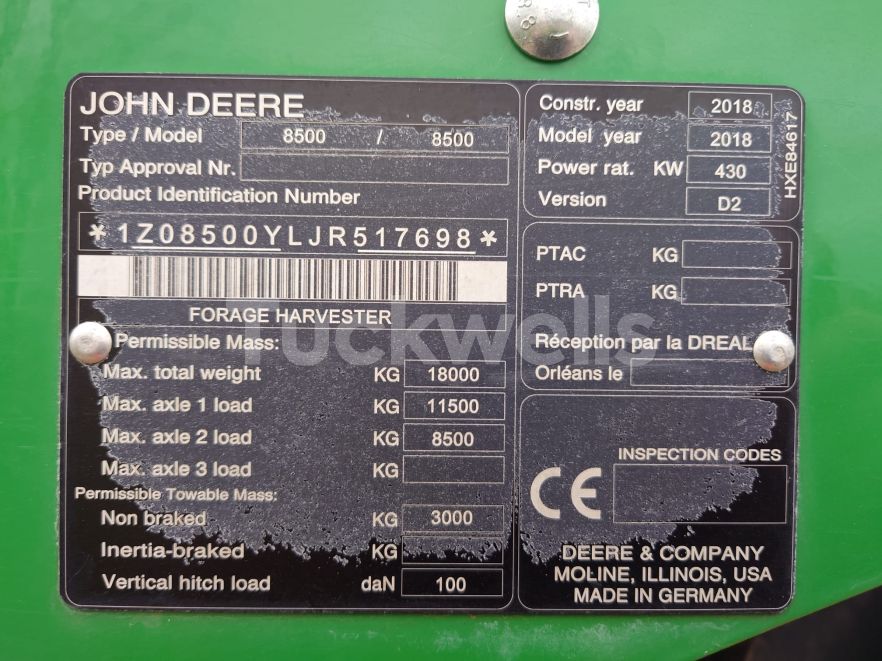 JOHN DEERE
Type / Model 8500 / 8500
Typ Approval Nr.
Product Identification Number
*1Z08500YLJR517698*
FORAGE HARVESTER
Permissible Mass:
Max. total weight KG 18000
Max. axle 1 load KG 11500
Max. axle 2 load KG 8500
Max. axle 3 load KG
Permissible Towable Mass:
Non braked KG 3000
Inertia-braked KG
Vertical hitch load daN 100
Constr. year 2018
Model year 2018
Power rat. KW 430
Version D2
HXE84617
PTAC KG
PTRA KG
Réception par la DREAL
Orléans le
INSPECTION CODES
CE
DEERE & COMPANY
MOLINE, ILLINOIS, USA
MADE IN GERMANY
Tuckwells